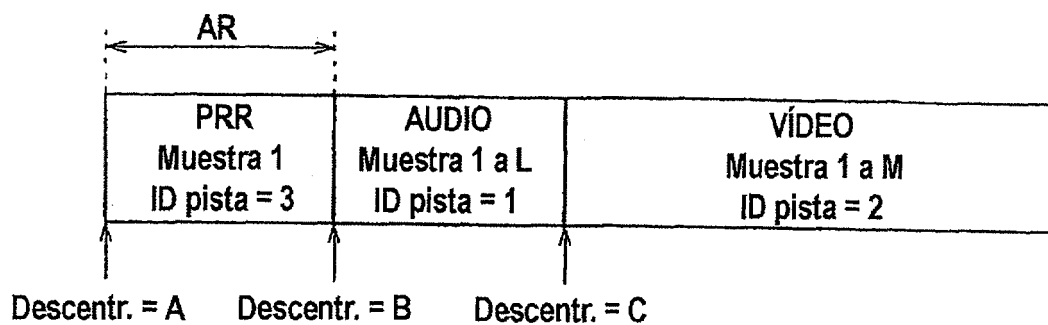 AR
PRR
Muestra 1
ID pista = 3
AUDIO
Muestra 1 a L
ID pista = 1
VÍDEO
Muestra 1 a M
ID pista = 2
Descentr. = A
Descentr. = B
Descentr. = C